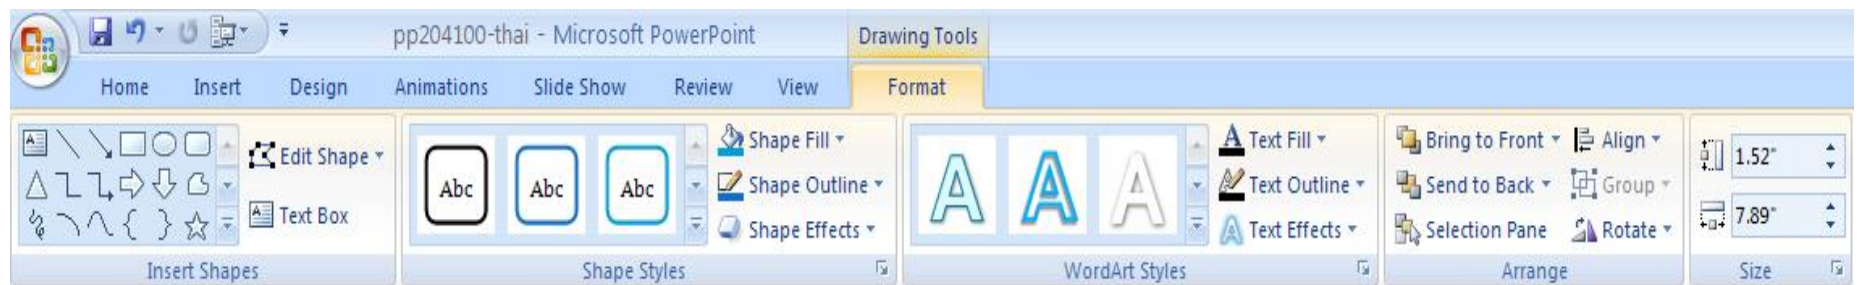 pp204100-thai - Microsoft PowerPoint
Drawing Tools
Home Insert Design Animations Slide Show Review View Format
Edit Shape
Text Box
Insert Shapes
Abc Abc Abc
Shape Fill
Shape Outline
Shape Effects
Shape Styles
A A A
Text Fill
Text Outline
Text Effects
WordArt Styles
Bring to Front
Send to Back
Selection Pane
Align
Group
Rotate
Arrange
1.52"
7.89"
Size